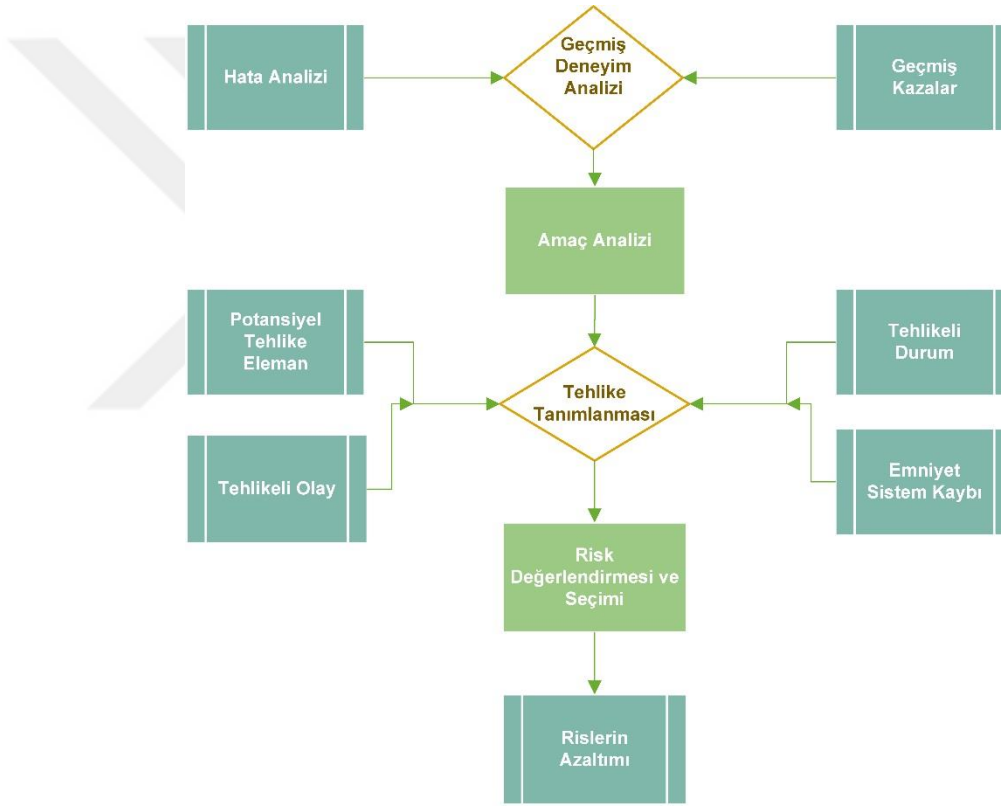 Hata Analizi
Geçmiş
Deneyim
Analizi
Geçmiş
Kazalar
Amaç Analizi
Potansiyel
Tehlike
Eleman
Tehlikeli
Durum
Tehlike
Tanımlanması
Tehlikeli Olay
Emniyet
Sistem Kaybı
Risk
Değerlendirmesi ve
Seçimi
Rislerin
Azaltımı